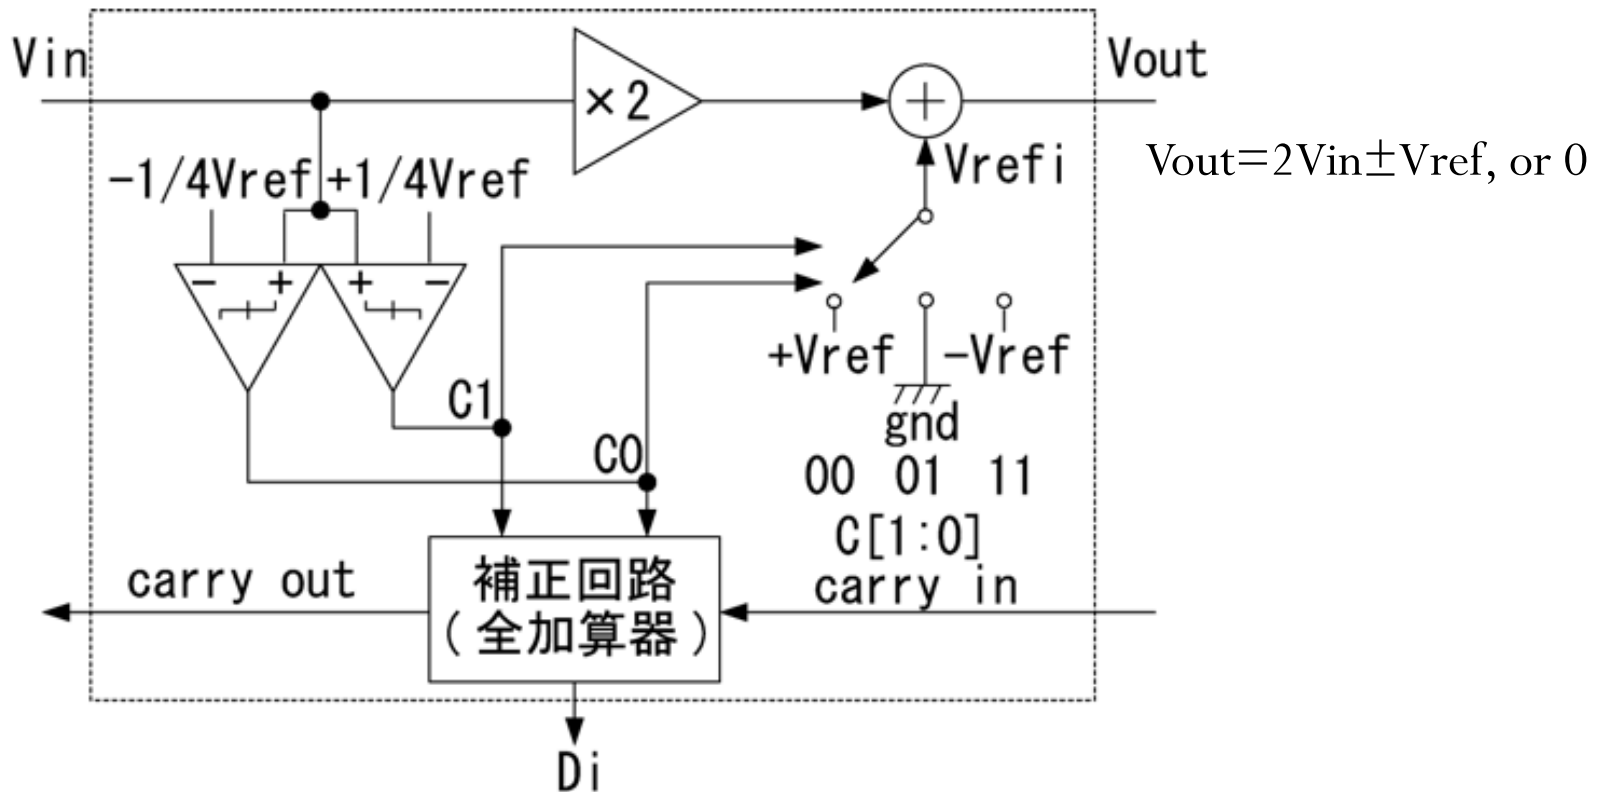 Vin
×2
+
Vout
Vout=2Vin±Vref, or 0
-1/4Vref
+1/4Vref
Vrefi
- + + -
+Vref
-Vref
gnd
C1
C0
00 01 11
C[1:0]
carry out
補正回路
(全加算器)
carry in
Di